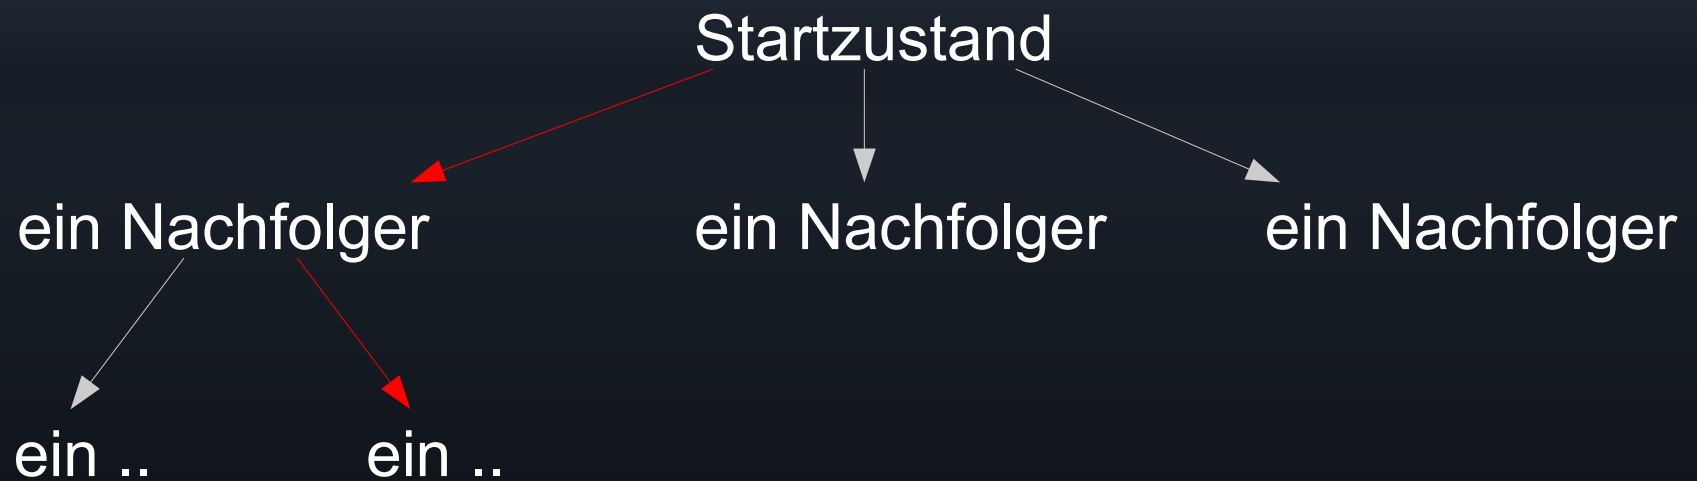 Startzustand
ein Nachfolger ein Nachfolger ein Nachfolger
ein .. ein ..